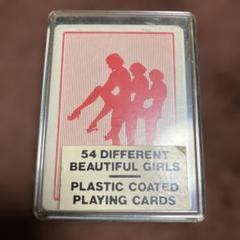 54 DIFFERENT
BEAUTIFUL GIRLS
PLASTIC COATED
PLAYING CARDS